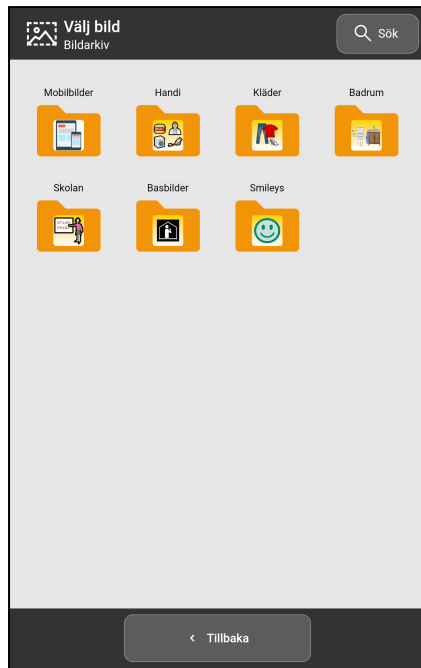 Välj bild
Bildarkiv
Sök
Mobilbilder
Handi
Kläder
Badrum
Skolan
Basbilder
Smileys
Tillbaka